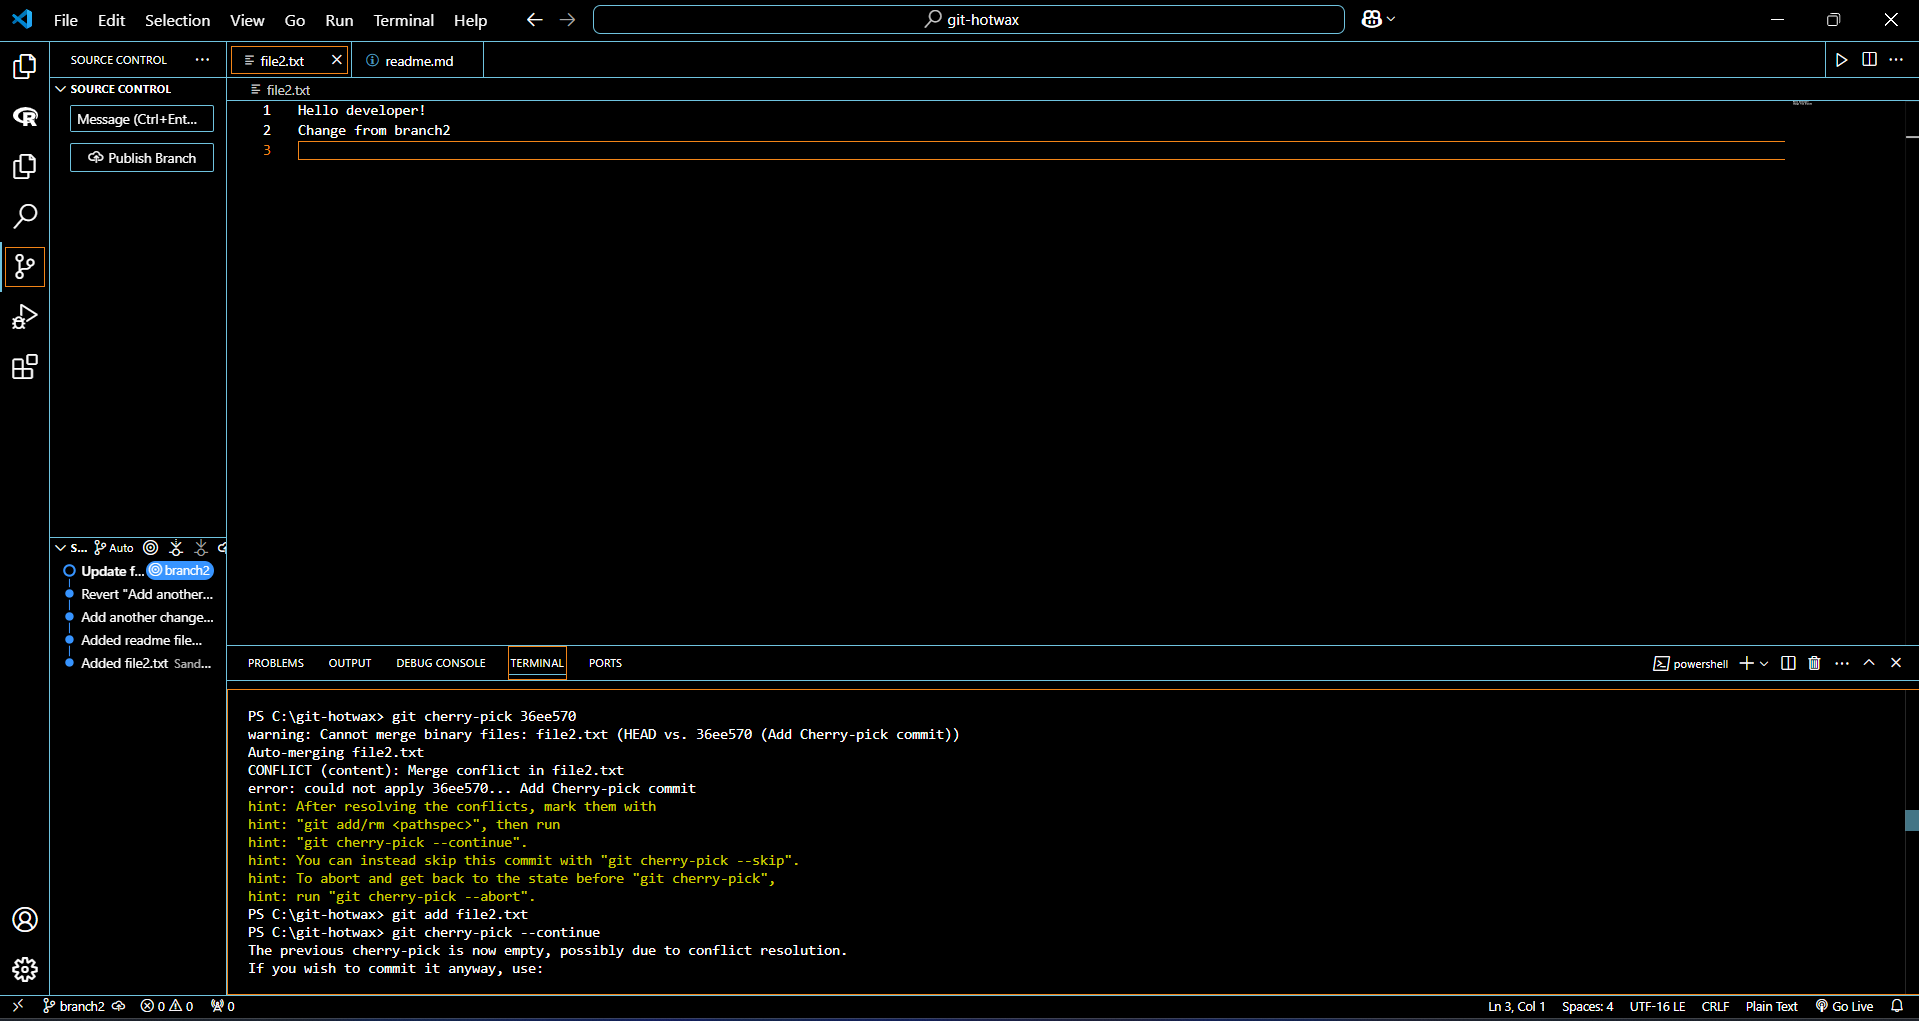 File Edit Selection View Go Run Terminal Help
git-hotwax
SOURCE CONTROL
file2.txt
readme.md
SOURCE CONTROL
Message (Ctrl+Ent...
Publish Branch
file2.txt
1 Hello developer!
2 Change from branch2
3
S... Auto
Update f... branch2
Revert "Add another...
Add another change...
Added readme file...
Added file2.txt Sand...
PROBLEMS OUTPUT DEBUG CONSOLE TERMINAL PORTS
powershell
PS C:\git-hotwax> git cherry-pick 36ee570
warning: Cannot merge binary files: file2.txt (HEAD vs. 36ee570 (Add Cherry-pick commit))
Auto-merging file2.txt
CONFLICT (content): Merge conflict in file2.txt
error: could not apply 36ee570... Add Cherry-pick commit
hint: After resolving the conflicts, mark them with
hint: "git add/rm <pathspec>", then run
hint: "git cherry-pick --continue".
hint: You can instead skip this commit with "git cherry-pick --skip".
hint: To abort and get back to the state before "git cherry-pick",
hint: run "git cherry-pick --abort".
PS C:\git-hotwax> git add file2.txt
PS C:\git-hotwax> git cherry-pick --continue
The previous cherry-pick is now empty, possibly due to conflict resolution.
If you wish to commit it anyway, use:
branch2 0 0 0
Ln 3, Col 1 Spaces: 4 UTF-16 LE CRLF Plain Text Go Live